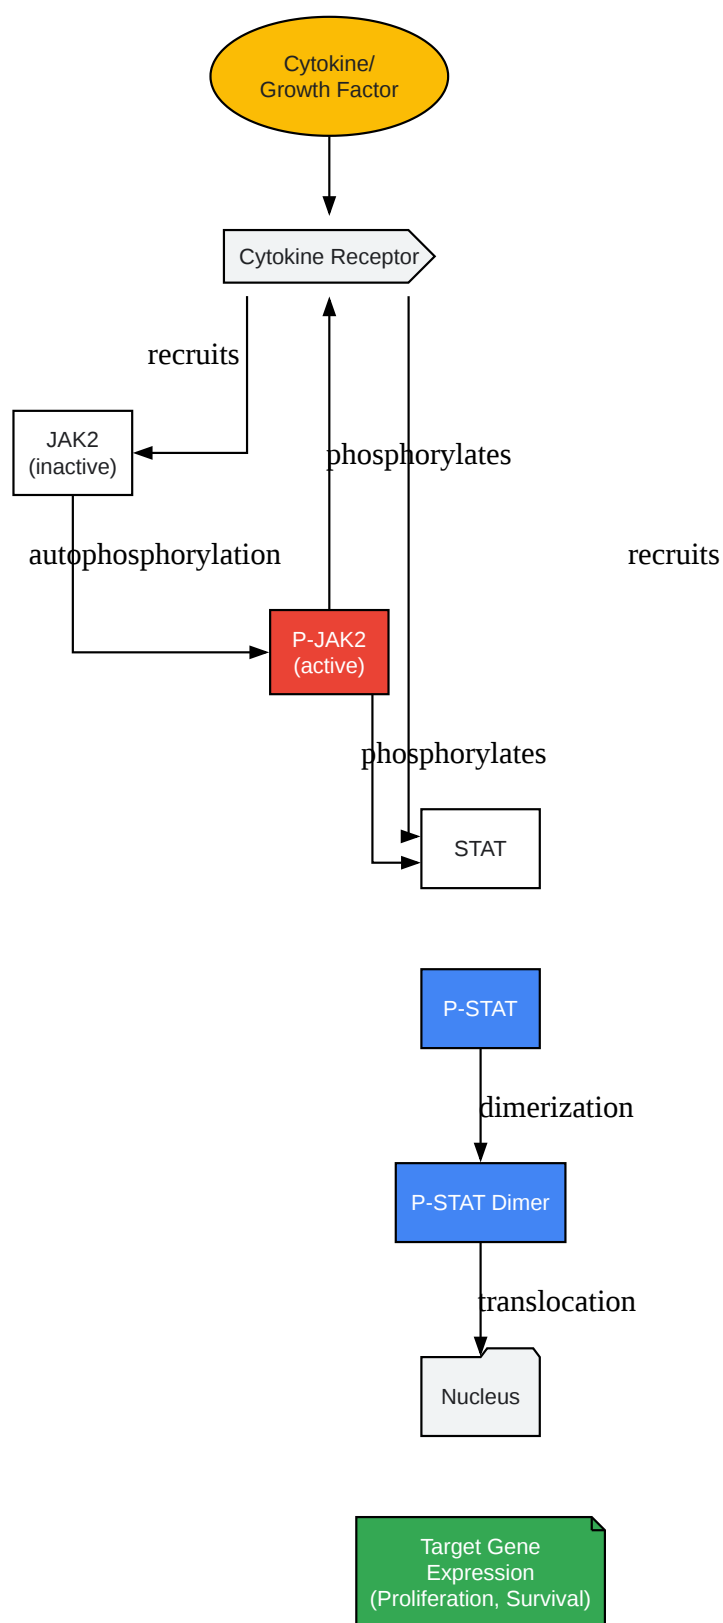 Cytokine/
Growth Factor
Cytokine Receptor
recruits
JAK2
(inactive)
phosphorylates
autophosphorylation
recruits
P-JAK2
(active)
phosphorylates
STAT
P-STAT
dimerization
P-STAT Dimer
translocation
Nucleus
Target Gene
Expression
(Proliferation, Survival)